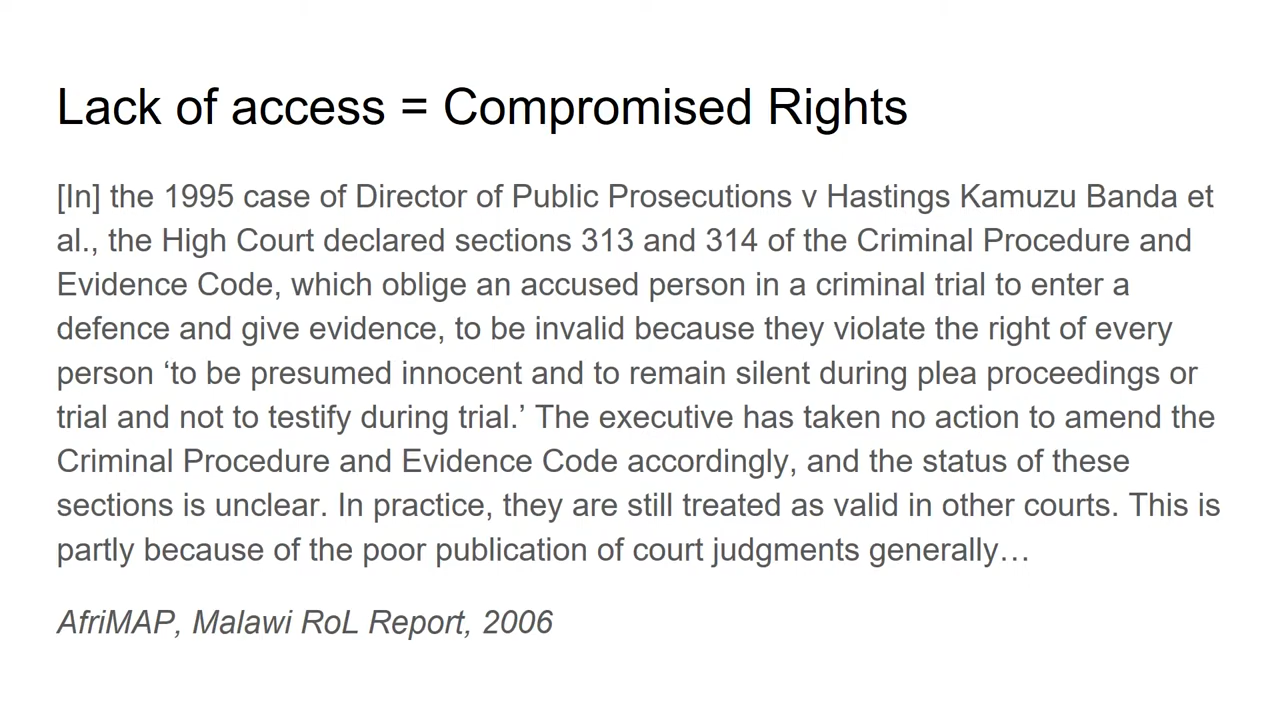 Lack of access = Compromised Rights
[In] the 1995 case of Director of Public Prosecutions v Hastings Kamuzu Banda et
al., the High Court declared sections 313 and 314 of the Criminal Procedure and
Evidence Code, which oblige an accused person in a criminal trial to enter a
defence and give evidence, to be invalid because they violate the right of every
person ‘to be presumed innocent and to remain silent during plea proceedings or
trial and not to testify during trial.’ The executive has taken no action to amend the
Criminal Procedure and Evidence Code accordingly, and the status of these
sections is unclear. In practice, they are still treated as valid in other courts. This is
partly because of the poor publication of court judgments generally…
AfriMAP, Malawi RoL Report, 2006